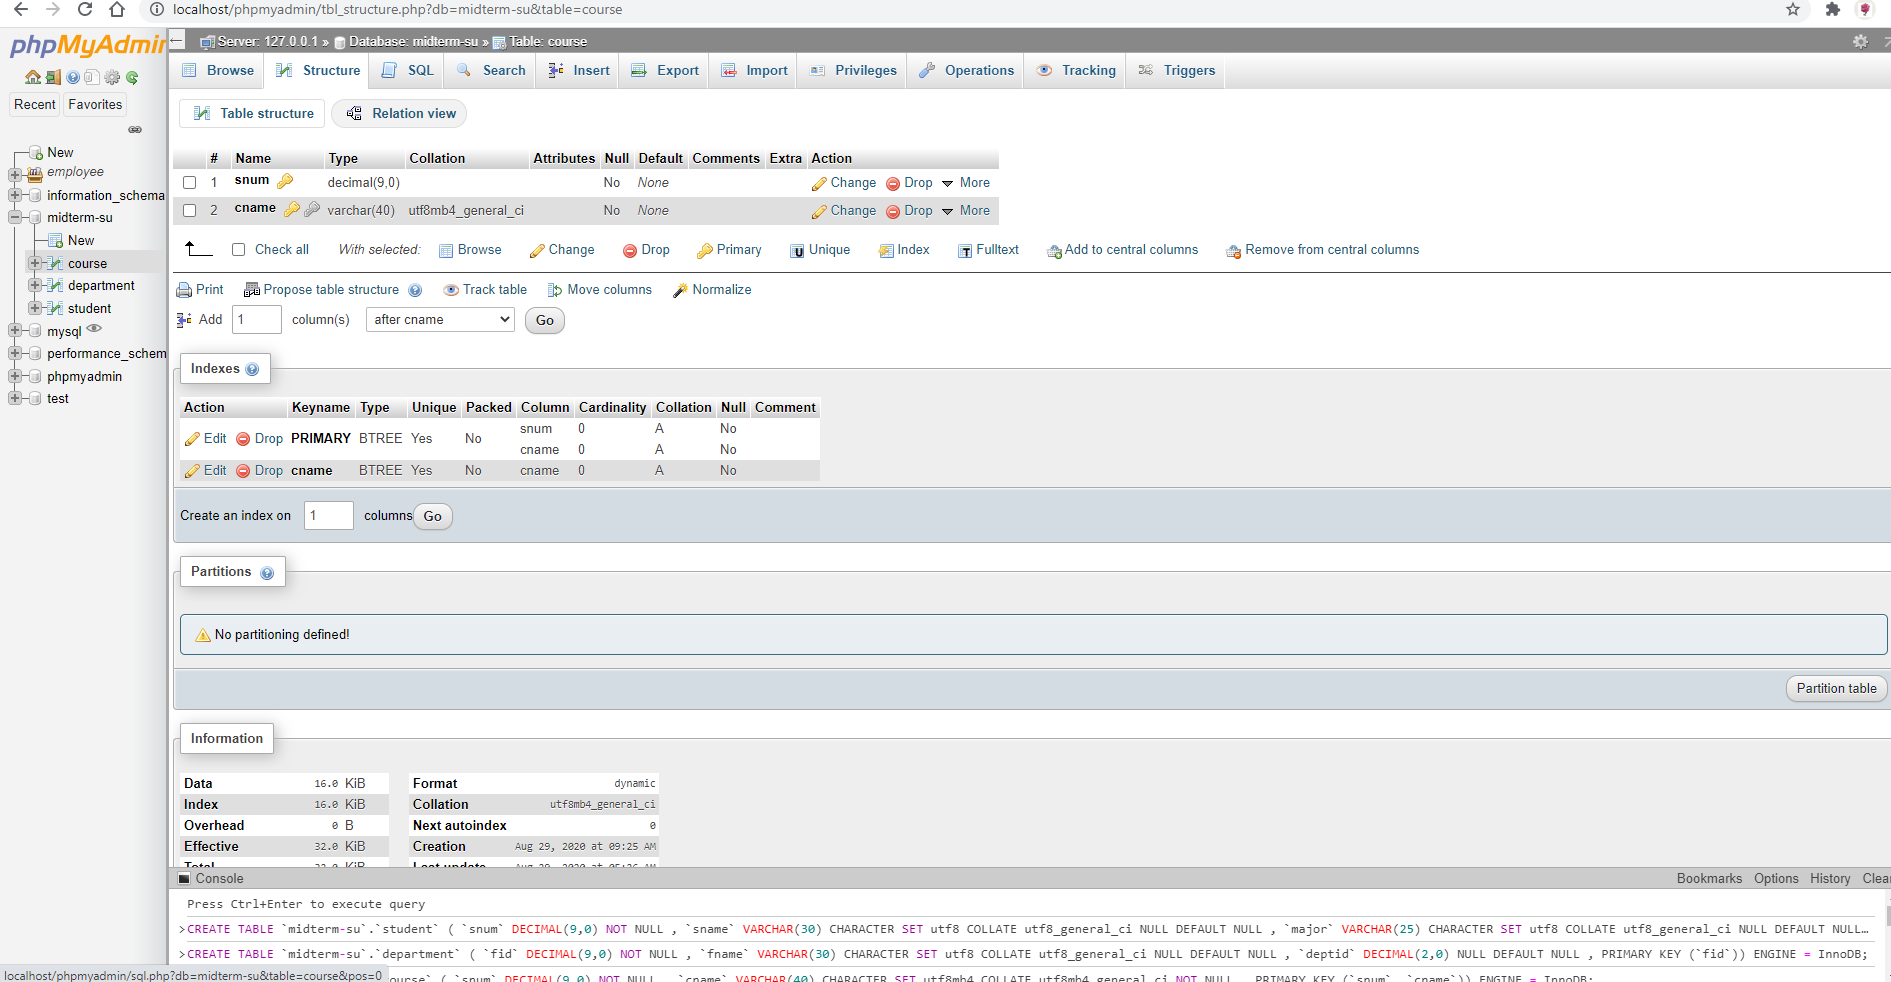 localhost/phpmyadmin/tbl_structure.php?db=midterm-su&table=course
phpMyAdmin
Recent Favorites
New
employee
information_schema
midterm-su
New
course
department
student
mysql
performance_schem
phpmyadmin
test
Server: 127.0.0.1 » Database: midterm-su » Table: course
Browse Structure SQL Search Insert Export Import Privileges Operations Tracking Triggers
Table structure Relation view
# Name Type Collation Attributes Null Default Comments Extra Action
1 snum decimal(9,0) No None Change Drop More
2 cname varchar(40) utf8mb4_general_ci No None Change Drop More
Check all With selected: Browse Change Drop Primary Unique Index Fulltext Add to central columns Remove from central columns
Print Propose table structure Track table Move columns Normalize
Add 1 column(s) after cname Go
Indexes
Action Keyname Type Unique Packed Column Cardinality Collation Null Comment
Edit Drop PRIMARY BTREE Yes No snum 0 A No
cname 0 A No
Edit Drop cname BTREE Yes No cname 0 A No
Create an index on 1 columns Go
Partitions
No partitioning defined!
Partition table
Information
Data 16.0 KiB Format dynamic
Index 16.0 KiB Collation utf8mb4_general_ci
Overhead 0 B Next autoindex 0
Effective 32.0 KiB Creation Aug 29, 2020 at 09:25 AM
Total 32.0 KiB Last update Aug 29, 2020 at 05:26 AM
Console Bookmarks Options History Clear
Press Ctrl+Enter to execute query
>CREATE TABLE `midterm-su`.`student` ( `snum` DECIMAL(9,0) NOT NULL , `sname` VARCHAR(30) CHARACTER SET utf8 COLLATE utf8_general_ci NULL DEFAULT NULL , `major` VARCHAR(25) CHARACTER SET utf8 COLLATE utf8_general_ci NULL DEFAULT NULL…
>CREATE TABLE `midterm-su`.`department` ( `fid` DECIMAL(9,0) NOT NULL , `fname` VARCHAR(30) CHARACTER SET utf8 COLLATE utf8_general_ci NULL DEFAULT NULL , `deptid` DECIMAL(2,0) NULL DEFAULT NULL , PRIMARY KEY (`fid`)) ENGINE = InnoDB;
localhost/phpmyadmin/sql.php?db=midterm-su&table=course&pos=0
ourse` ( `snum` DECIMAL(9,0) NOT NULL , `cname` VARCHAR(40) CHARACTER SET utf8mb4 COLLATE utf8mb4_general_ci NOT NULL , PRIMARY KEY (`snum`, `cname`)) ENGINE = InnoDB;